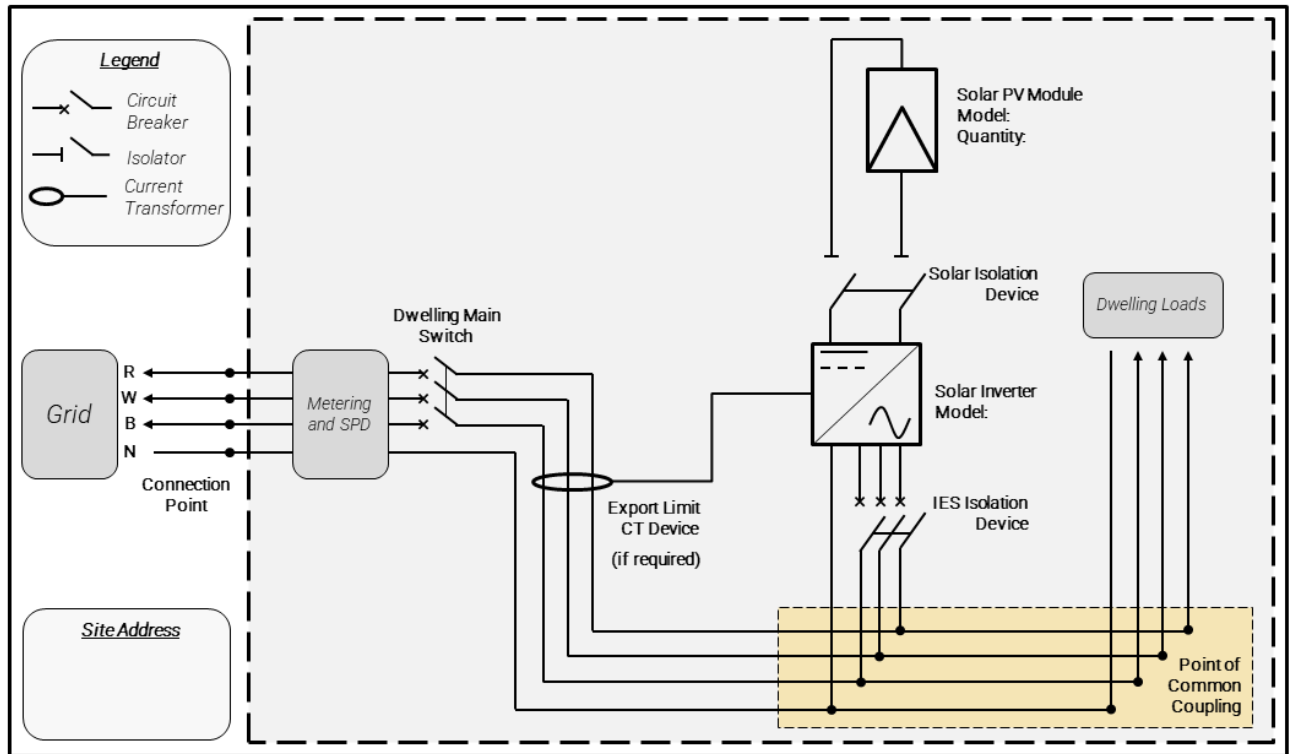 Legend
Circuit
Breaker
Isolator
Current
Transformer
Solar PV Module
Model:
Quantity:
Solar Isolation
Device
Dwelling Loads
Dwelling Main
Switch
Grid
R
W
B
N
Metering
and SPD
Connection
Point
Solar Inverter
Model:
Export Limit
CT Device
(if required)
IES Isolation
Device
Site Address
Point of
Common
Coupling